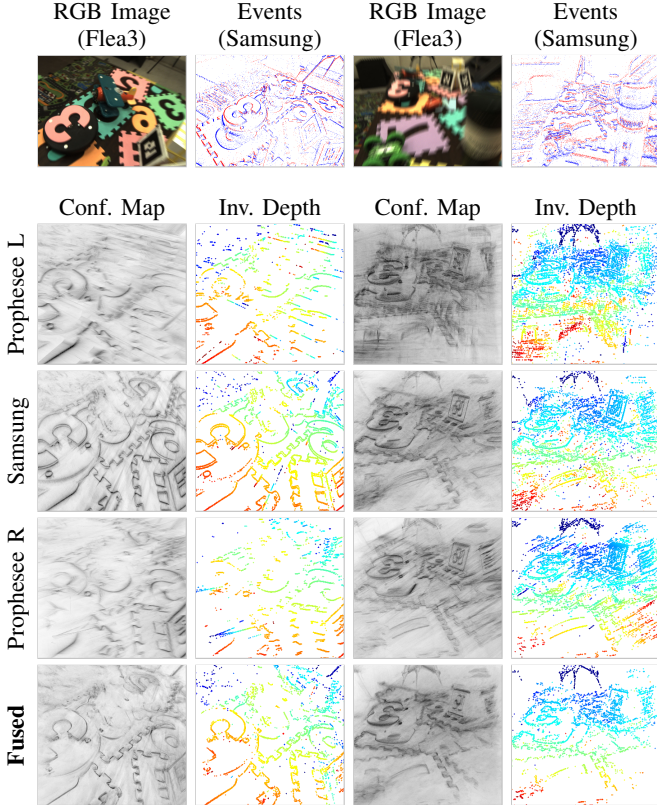 RGB Image Events RGB Image Events
(Flea3) (Samsung) (Flea3) (Samsung)
Conf. Map Inv. Depth Conf. Map Inv. Depth
Prophesee L
Samsung
Prophesee R
Fused